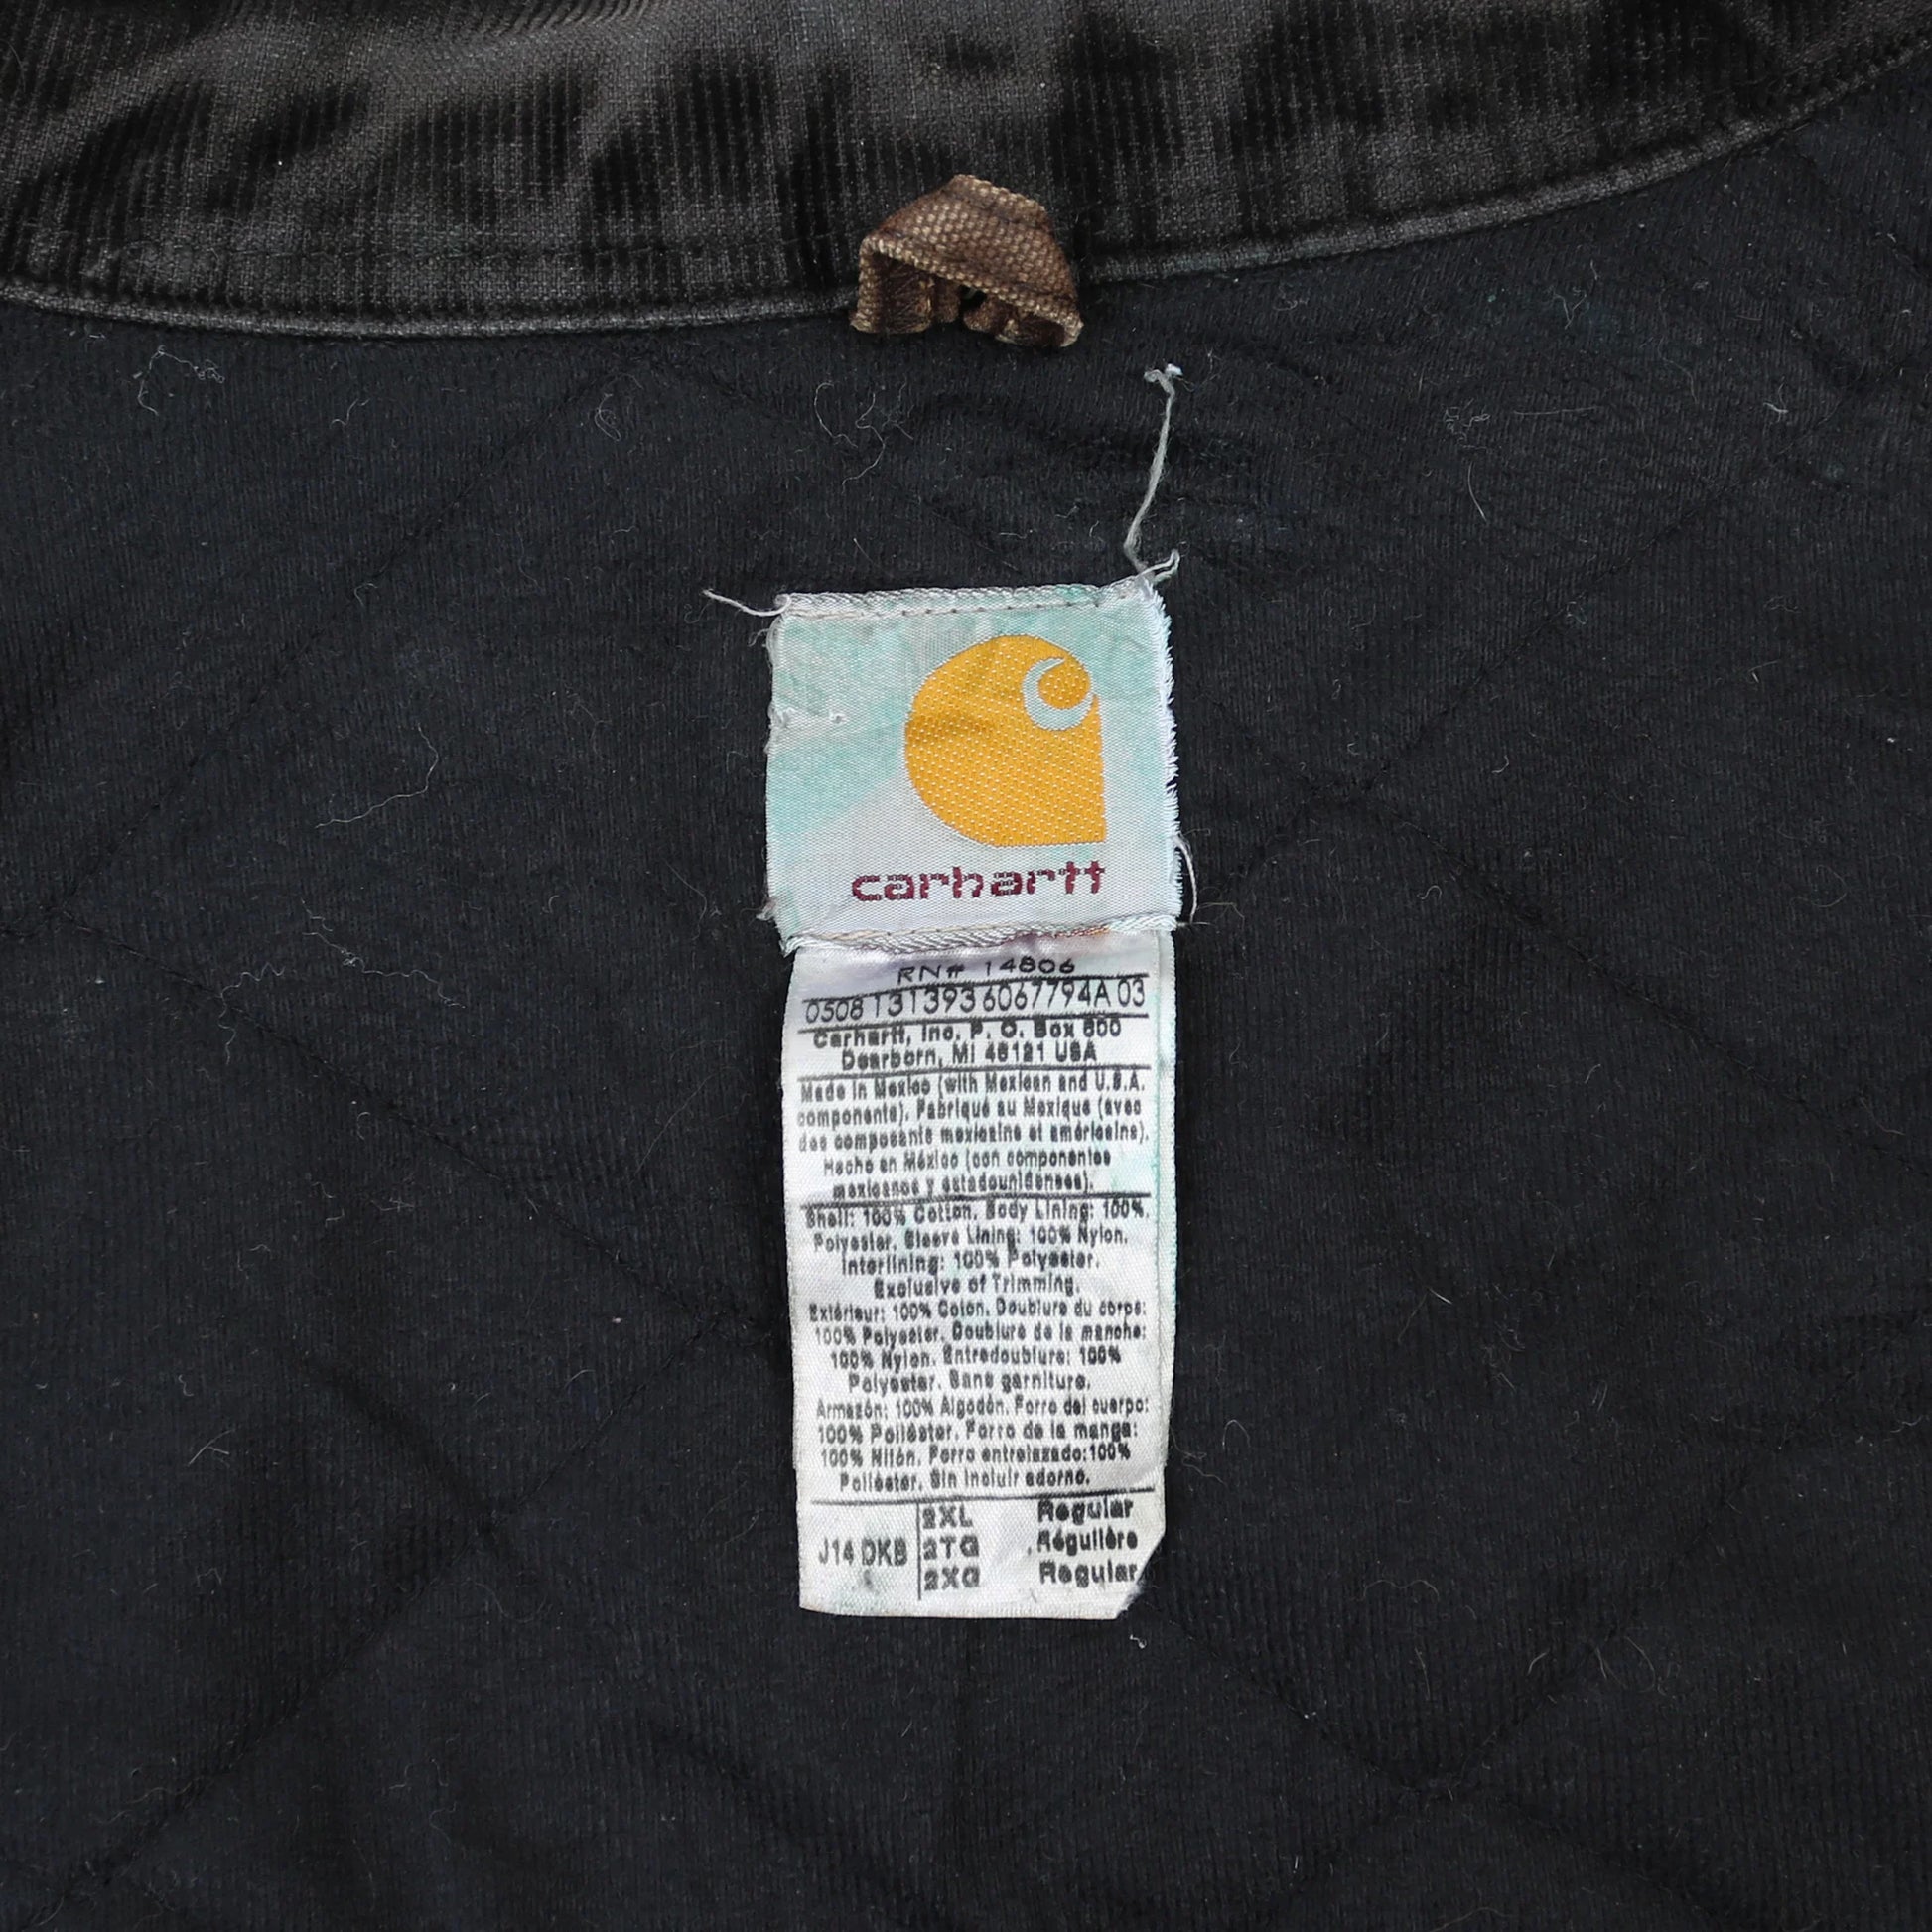 carhartt
RN# 14806
0508 1313936067794A 03
Carhartt, Inc. P. O. Box 600
Dearborn, MI 48121 USA
Made in Mexico (with Mexican and U.S.A.
components). Fabriqué au Mexique (avec
des composants mexicains et américains).
Hecho en México (con componentes
mexicanos y estadounidenses).
Shell: 100% Cotton. Body Lining: 100%.
Polyester. Sleeve Lining: 100% Nylon.
Interlining: 100% Polyester.
Exclusive of Trimming.
Extérieur: 100% Coton. Doublure du corps:
100% Polyester. Doublure de la manche:
100% Nylon. Entredoublure: 100%
Polyester. Sans garniture.
Armazón: 100% Algodón. Forro del cuerpo:
100% Poliéster. Forro de la manga:
100% Nilón. Forro entrelazado:100%
Poliéster. Sin incluir adorno.
2XL Regular
J14 DKB 2TG Régulière
2XG Regular